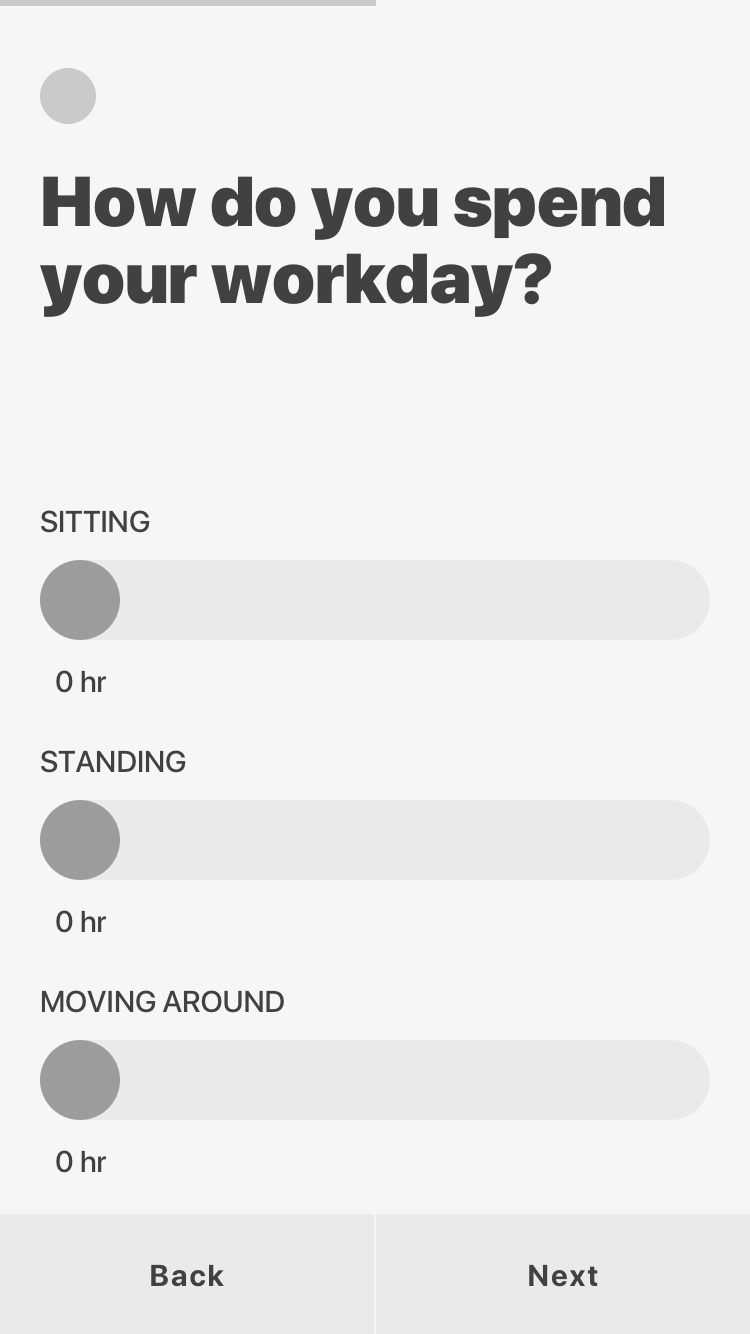 How do you spend
your workday?
SITTING
0 hr
STANDING
0 hr
MOVING AROUND
0 hr
Back
Next